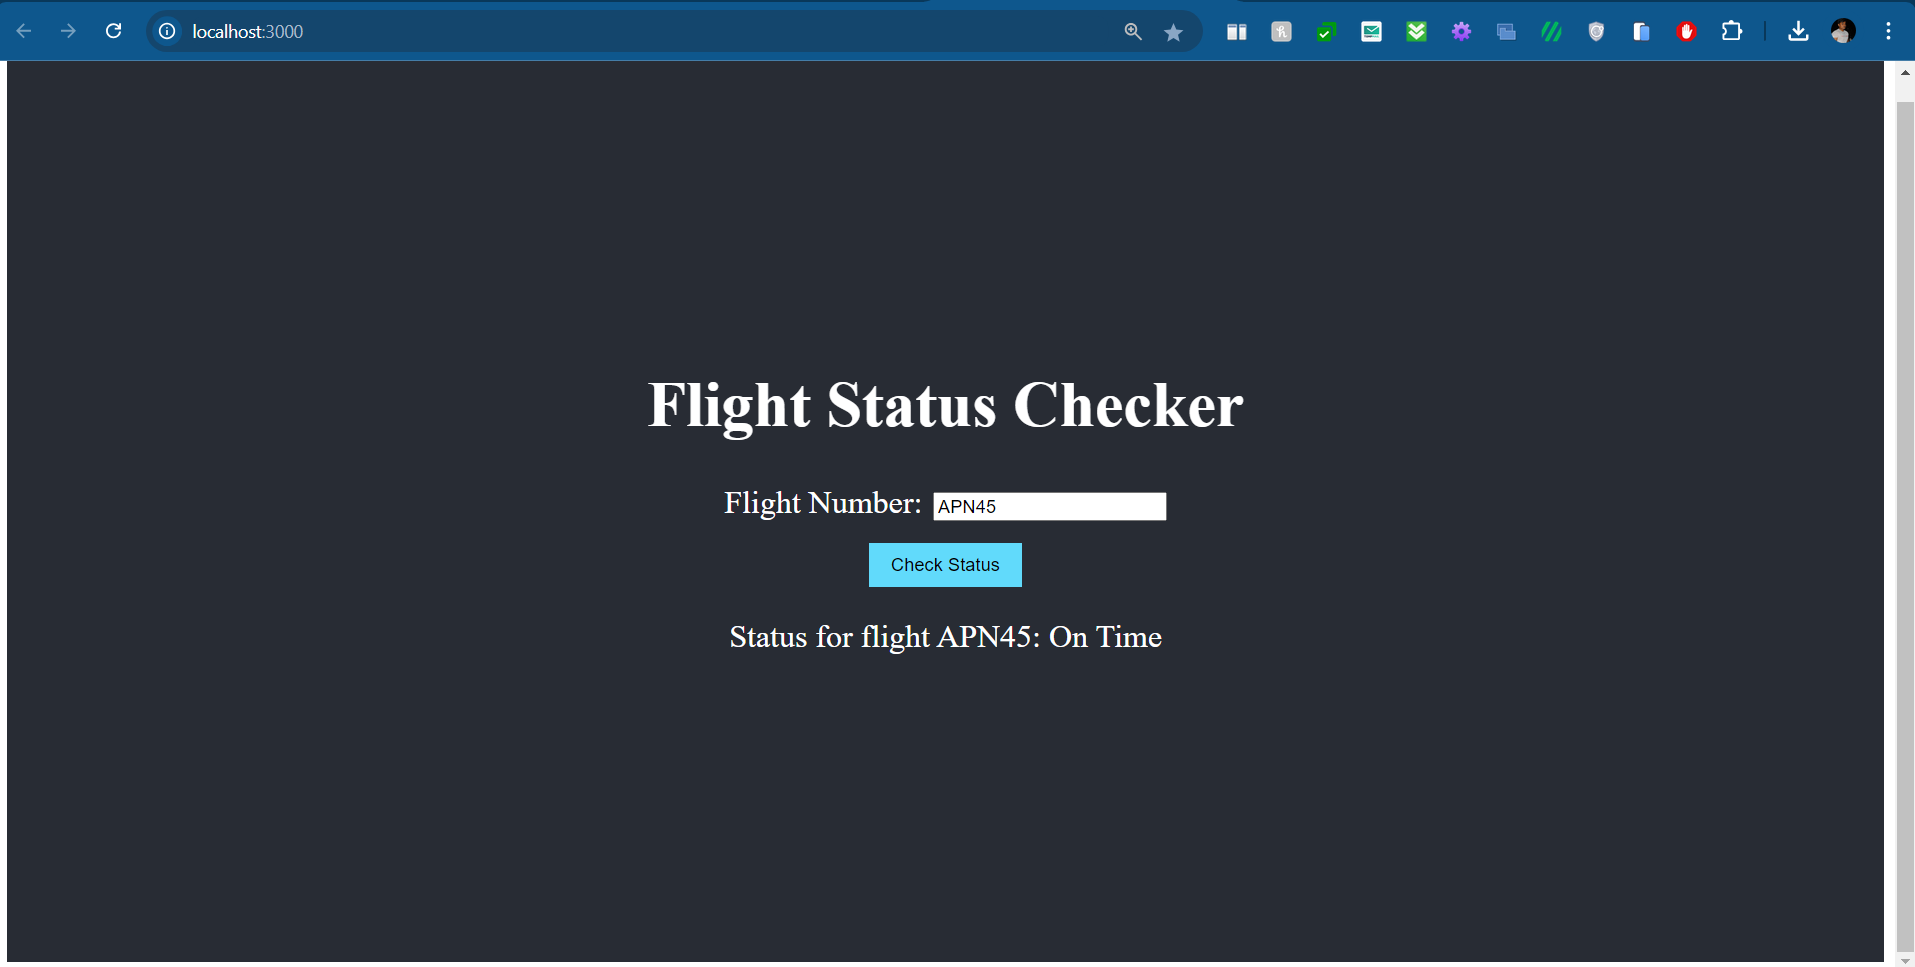 localhost:3000
Flight Status Checker
Flight Number: APN45
Check Status
Status for flight APN45: On Time